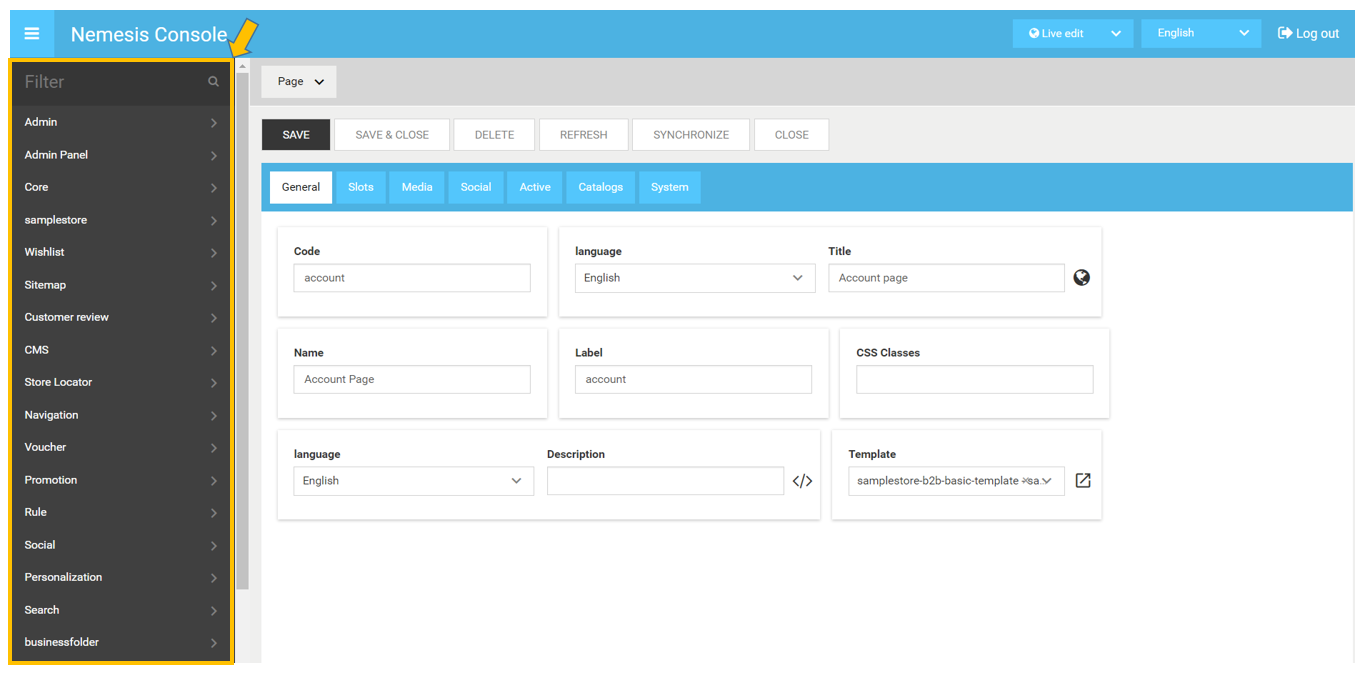 Nemesis Console
Live edit
English
Log out
Filter
Admin
Admin Panel
Core
samplestore
Wishlist
Sitemap
Customer review
CMS
Store Locator
Navigation
Voucher
Promotion
Rule
Social
Personalization
Search
businessfolder
Page
SAVE SAVE & CLOSE DELETE REFRESH SYNCHRONIZE CLOSE
General Slots Media Social Active Catalogs System
Code
account
language Title
English Account page
Name Label CSS Classes
Account Page account
language Description Template
English </> samplestore-b2b-basic-template - sa